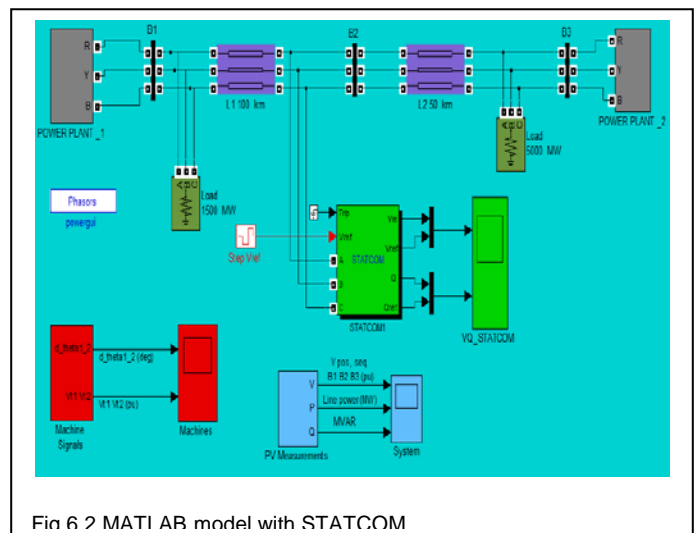 B1
B2
B3
R
Y
B
POWER PLANT _1
L1 100 km
L2 50 km
R
Y
B
POWER PLANT _2
A B C
Load
1500 MW
A B C
Load
5000 MW
Phasors
powergui
Step Vref
Trip
Vref
A
B
C
STATCOM
Vm
Vref
Q
Qref
STATCOM1
VQ_STATCOM
d_theta1_2
d_theta1_2 (deg)
Vt1 Vt2
Vt1 Vt2 (pu)
Machine
Signals
Machines
V pos, seq
B1 B2 B3 (pu)
V
P
Line power(MW)
Q
MVAR
PV Measurements
System
Fig 6.2 MATLAB model with STATCOM